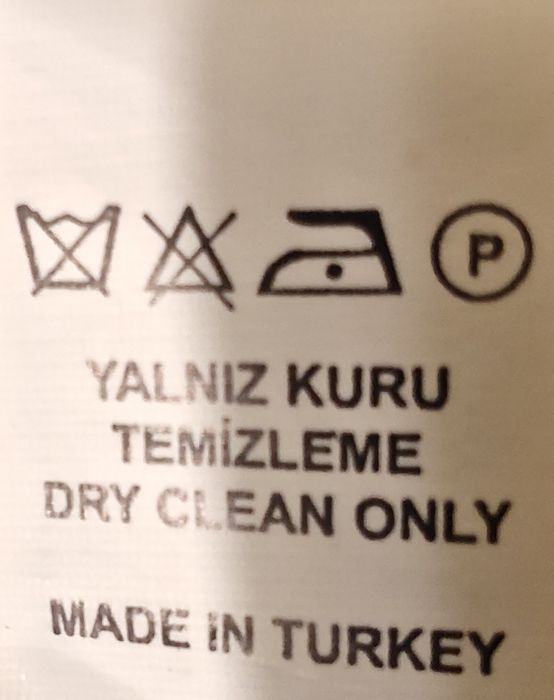 P
YALNIZ KURU
TEMİZLEME
DRY CLEAN ONLY
MADE IN TURKEY